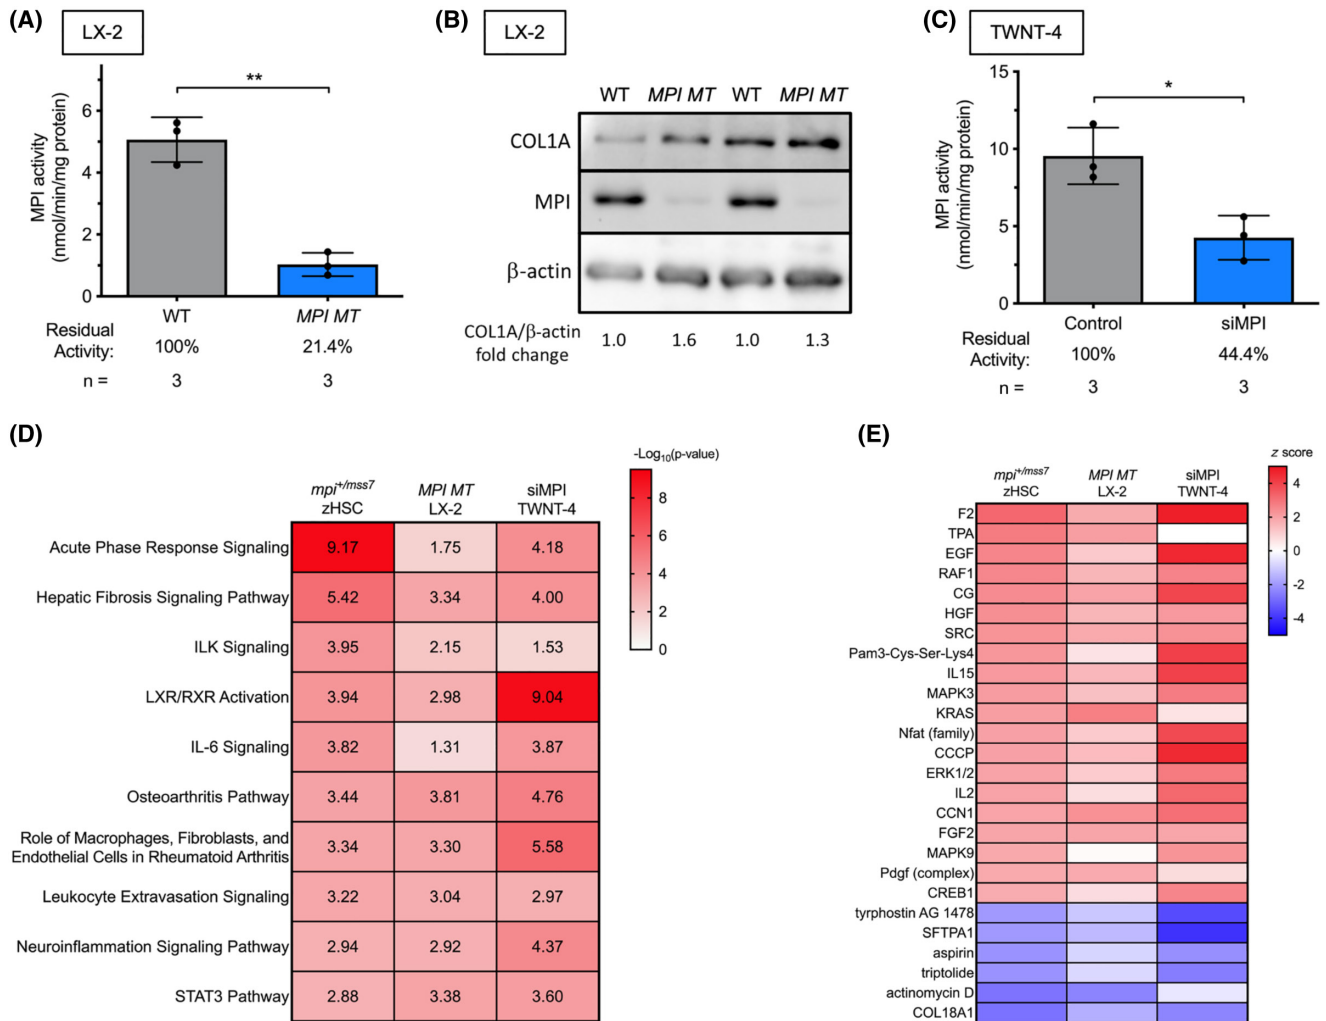 (A)
LX-2
**
MPI activity
(nmol/min/mg protein)
6
4
2
0
WT
MPI MT
Residual
Activity:
100%
21.4%
n =
3
3
(B)
LX-2
WT
MPI MT
WT
MPI MT
COL1A
MPI
β-actin
COL1A/β-actin
fold change
1.0
1.6
1.0
1.3
(C)
TWNT-4
*
MPI activity
(nmol/min/mg protein)
15
10
5
0
Control
siMPI
Residual
Activity:
100%
44.4%
n =
3
3
(D)
-Log10(p-value)
8
6
4
2
0
mpi+/mss7
zHSC
MPI MT
LX-2
siMPI
TWNT-4
Acute Phase Response Signaling 9.17 1.75 4.18
Hepatic Fibrosis Signaling Pathway 5.42 3.34 4.00
ILK Signaling 3.95 2.15 1.53
LXR/RXR Activation 3.94 2.98 9.04
IL-6 Signaling 3.82 1.31 3.87
Osteoarthritis Pathway 3.44 3.81 4.76
Role of Macrophages, Fibroblasts, and
Endothelial Cells in Rheumatoid Arthritis 3.34 3.30 5.58
Leukocyte Extravasation Signaling 3.22 3.04 2.97
Neuroinflammation Signaling Pathway 2.94 2.92 4.37
STAT3 Pathway 2.88 3.38 3.60
(E)
z score
4
2
0
-2
-4
mpi+/mss7
zHSC
MPI MT
LX-2
siMPI
TWNT-4
F2
TPA
EGF
RAF1
CG
HGF
SRC
Pam3-Cys-Ser-Lys4
IL15
MAPK3
KRAS
Nfat (family)
CCCP
ERK1/2
IL2
CCN1
FGF2
MAPK9
Pdgf (complex)
CREB1
tyrphostin AG 1478
SFTPA1
aspirin
triptolide
actinomycin D
COL18A1